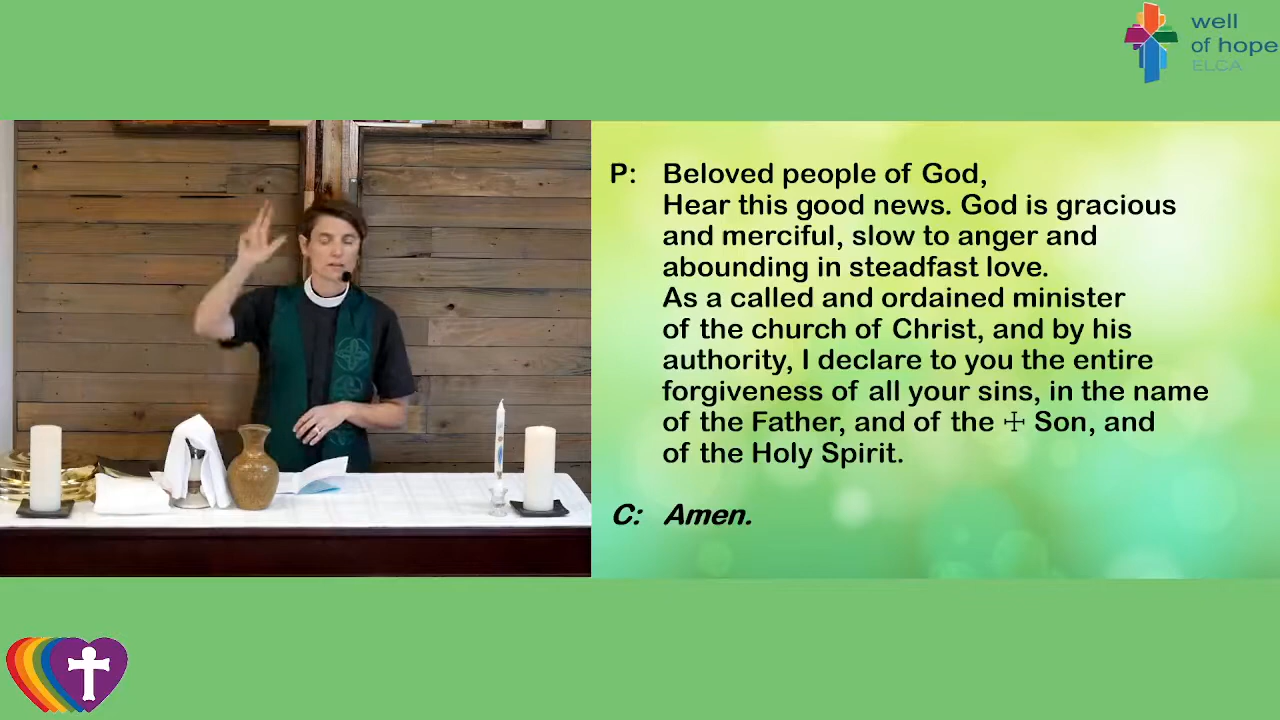 well
of hope
ELCA
P: Beloved people of God,
Hear this good news. God is gracious
and merciful, slow to anger and
abounding in steadfast love.
As a called and ordained minister
of the church of Christ, and by his
authority, I declare to you the entire
forgiveness of all your sins, in the name
of the Father, and of the ☩ Son, and
of the Holy Spirit.
C: Amen.